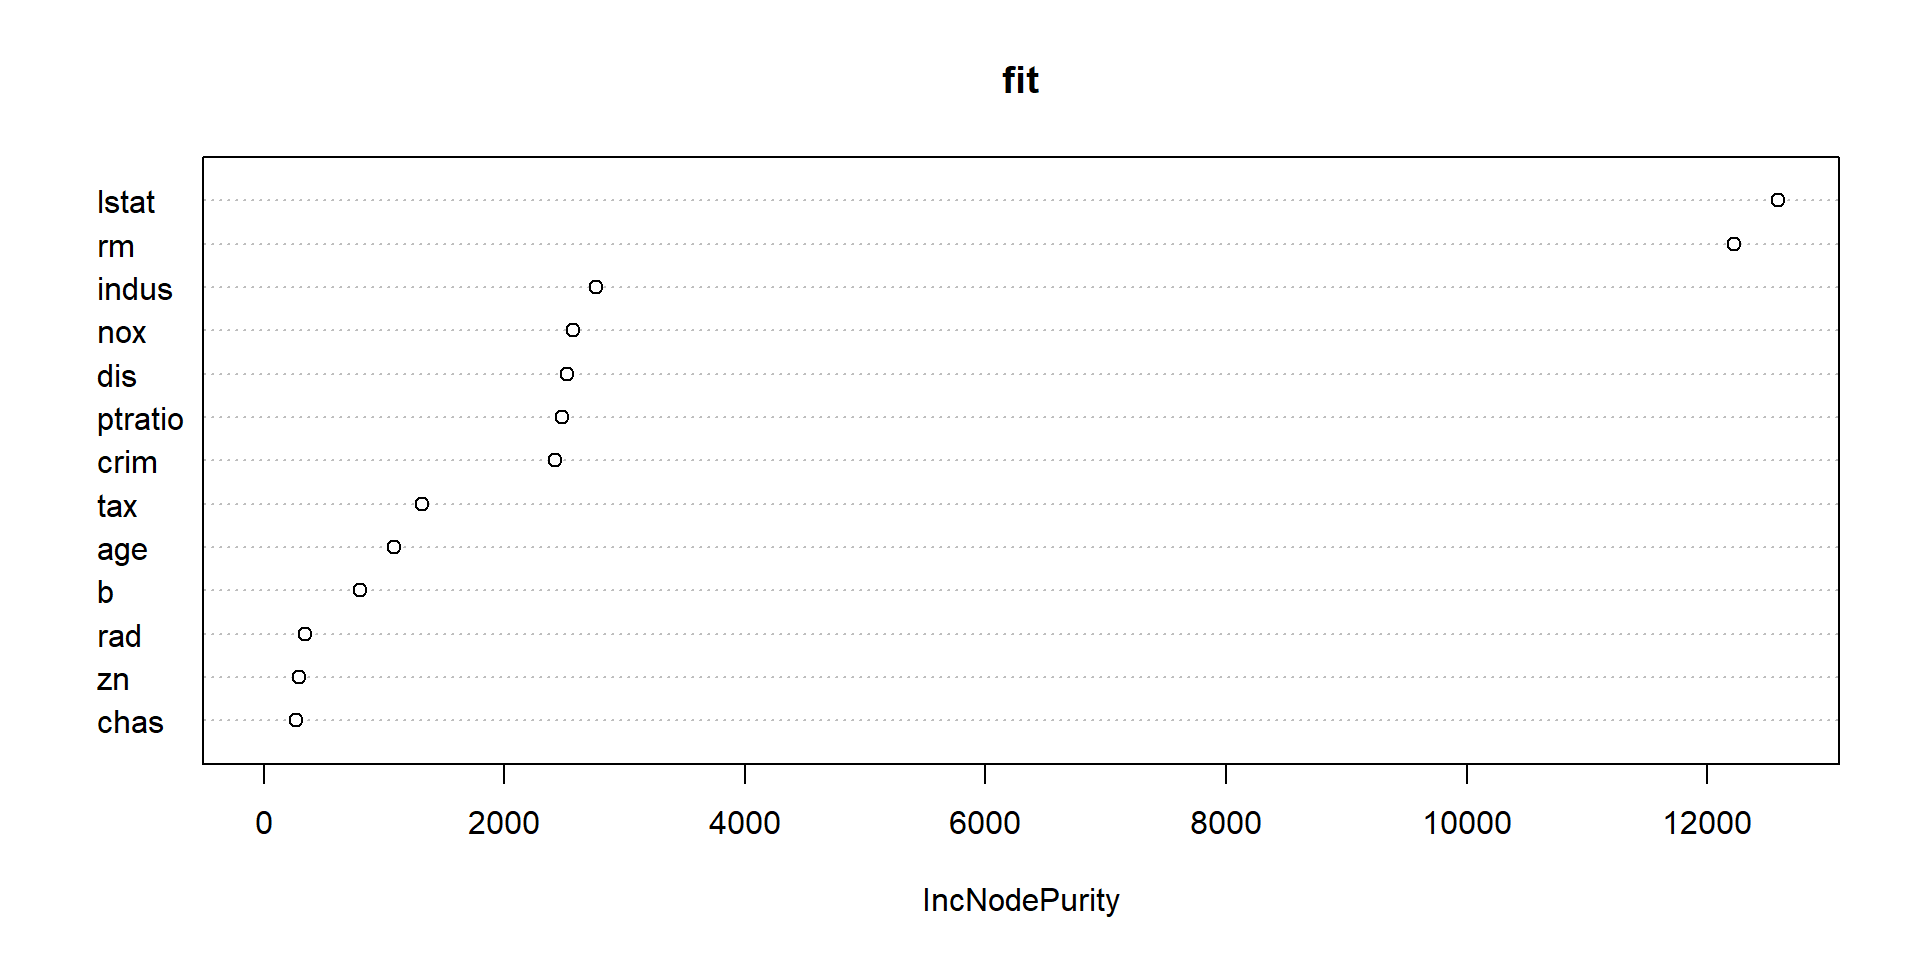 fit
lstat
rm
indus
nox
dis
ptratio
crim
tax
age
b
rad
zn
chas
0 2000 4000 6000 8000 10000 12000
IncNodePurity